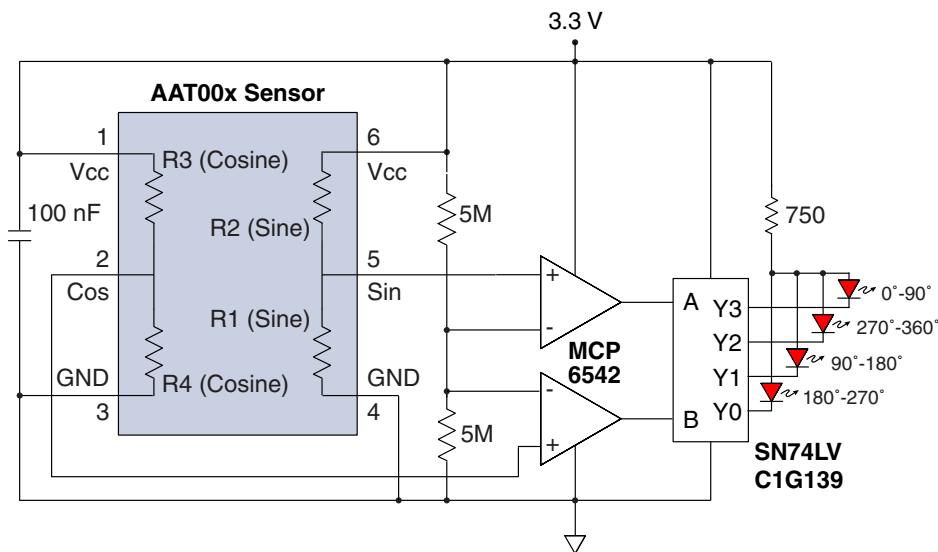 3.3 V
AAT00x Sensor
1
Vcc
R3 (Cosine)
6
Vcc
100 nF
R2 (Sine)
5M
750
2
Cos
5
Sin
+
-
A
Y3
0˚-90˚
Y2
270˚-360˚
R1 (Sine)
MCP
6542
Y1
90˚-180˚
GND
3
R4 (Cosine)
GND
4
5M
-
+
B
Y0
180˚-270˚
SN74LV
C1G139